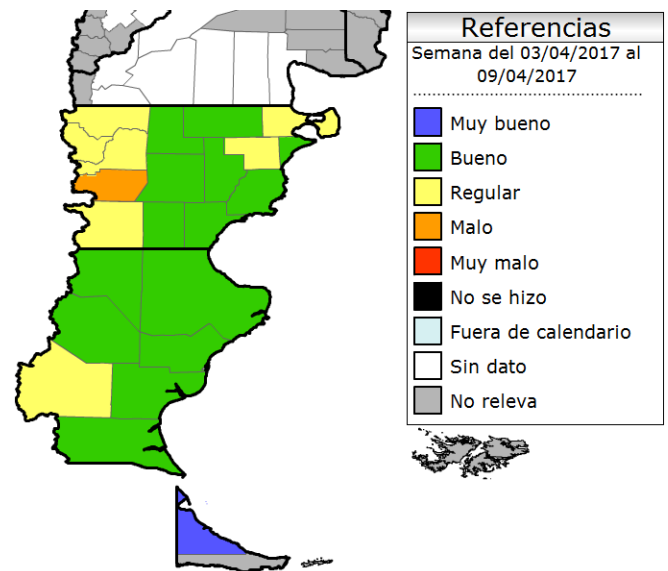 Referencias
Semana del 03/04/2017 al
09/04/2017
Muy bueno
Bueno
Regular
Malo
Muy malo
No se hizo
Fuera de calendario
Sin dato
No releva